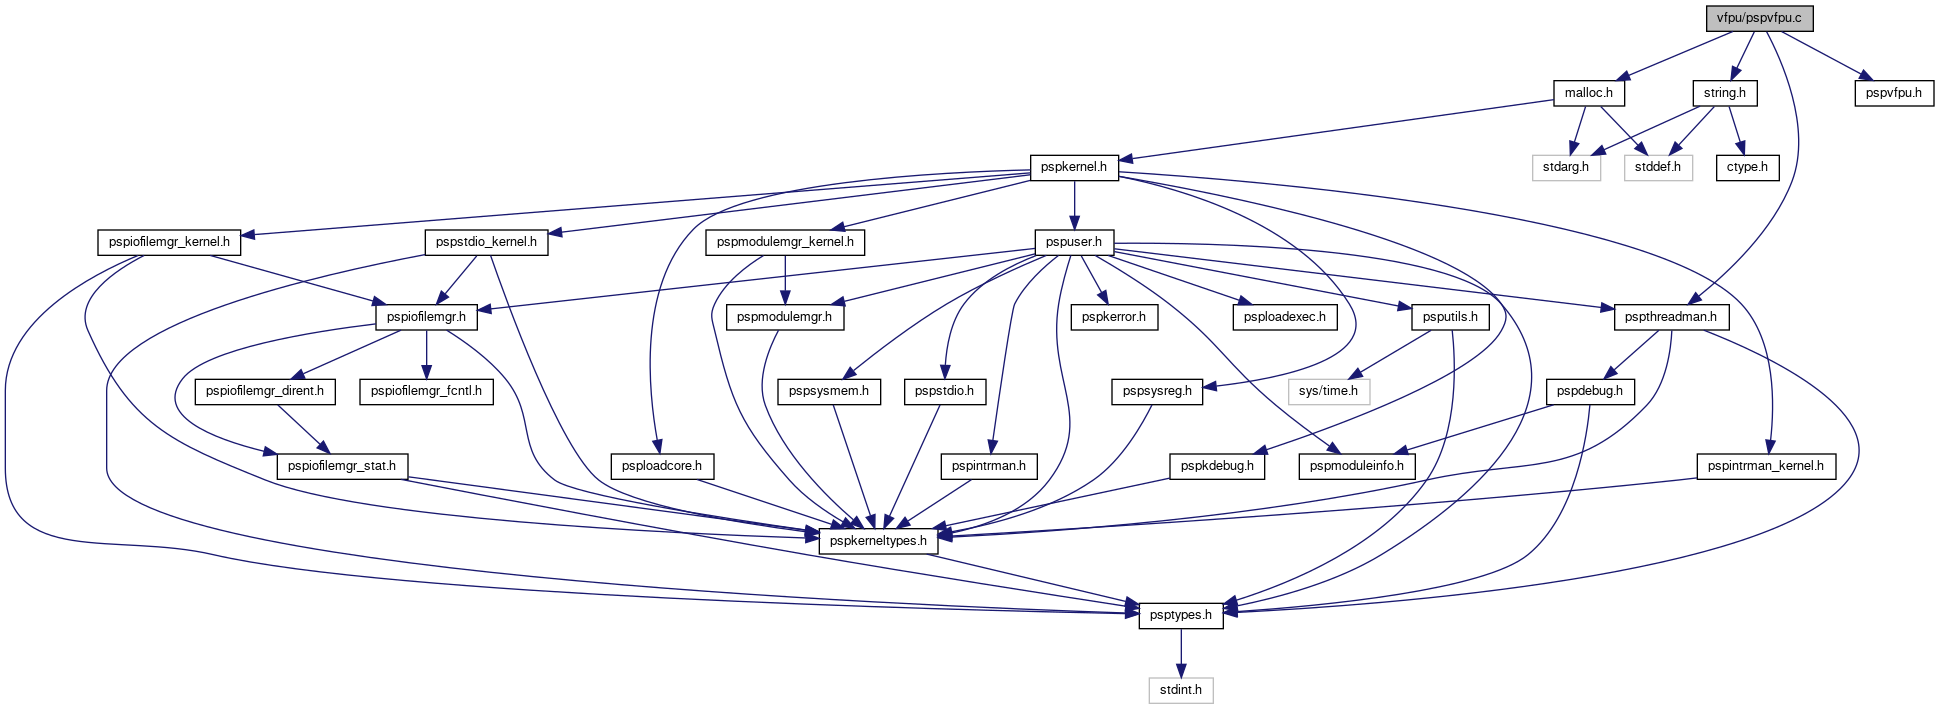 vfpu/pspvfpu.c
malloc.h
string.h
pspvfpu.h
pspkernel.h
stdarg.h
stddef.h
ctype.h
pspiofilemgr_kernel.h
pspstdio_kernel.h
pspmodulemgr_kernel.h
pspuser.h
pspiofilemgr.h
pspmodulemgr.h
pspkerror.h
psploadexec.h
psputils.h
pspthreadman.h
pspiofilemgr_dirent.h
pspiofilemgr_fcntl.h
pspsysmem.h
pspstdio.h
pspsysreg.h
sys/time.h
pspdebug.h
pspiofilemgr_stat.h
psploadcore.h
pspintrman.h
pspkdebug.h
pspmoduleinfo.h
pspintrman_kernel.h
pspkerneltypes.h
psptypes.h
stdint.h